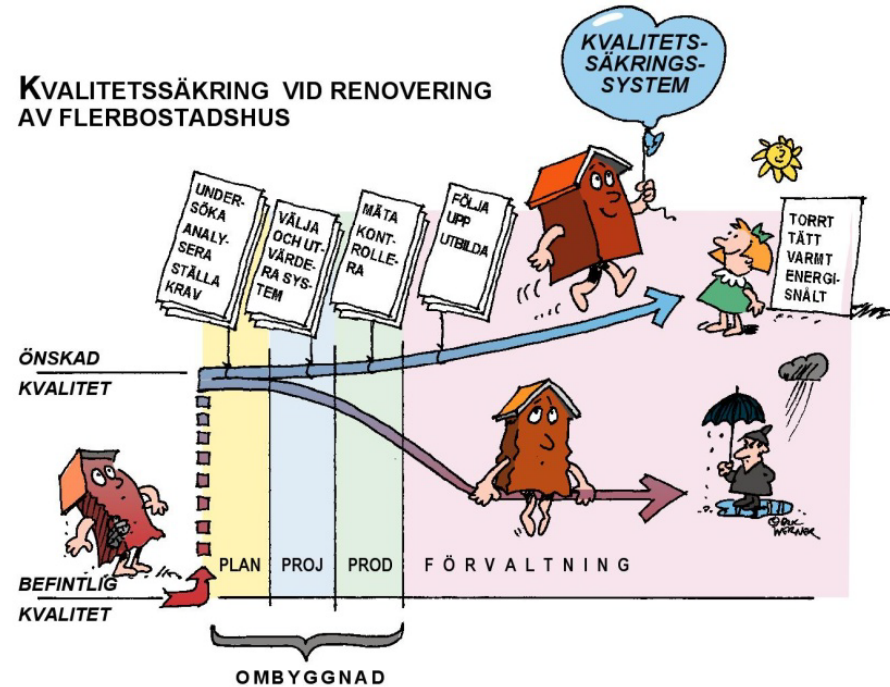 KVALITETSSÄKRING VID RENOVERING
AV FLERBOSTADSHUS
KVALITETS-
SÄKRINGS-
SYSTEM
UNDER-
SÖKA
ANALY-
SERA
STÄLLA
KRAV
VÄLJA
OCH UT-
VÄRDE-
RA SYS-
TEM
MÄTA
KONT-
ROLLE-
RA
FÖLJA
UPP
UTBILDA
TORRT
TÄTT
VARMT
ENERGI-
SNÅLT
ÖNSKAD
KVALITET
BEFINTLIG
KVALITET
PLAN
PROJ
PROD
FÖRVALTNING
OMBYGGNAD